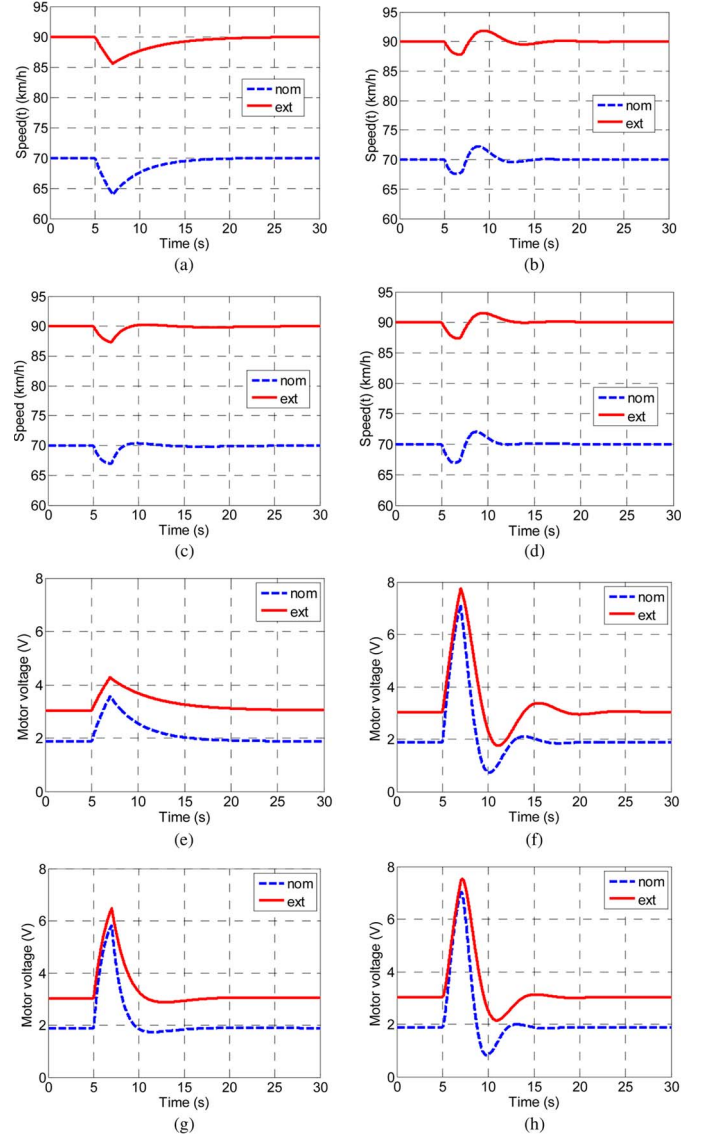 95
90
85
80
75
70
65
60
Speed(t) (km/h)
nom
ext
0 5 10 15 20 25 30
Time (s)
(a)
95
90
85
80
75
70
65
60
Speed(t) (km/h)
nom
ext
0 5 10 15 20 25 30
Time (s)
(b)
95
90
85
80
75
70
65
60
Speed (km/h)
nom
ext
0 5 10 15 20 25 30
Time (s)
(c)
95
90
85
80
75
70
65
60
Speed(t) (km/h)
nom
ext
0 5 10 15 20 25 30
Time (s)
(d)
8
6
4
2
0
Motor voltage (V)
nom
ext
0 5 10 15 20 25 30
Time (s)
(e)
8
6
4
2
0
Motor voltage (V)
nom
ext
0 5 10 15 20 25 30
Time (s)
(f)
8
6
4
2
0
Motor voltage (V)
nom
ext
0 5 10 15 20 25 30
Time (s)
(g)
8
6
4
2
0
Motor voltage (V)
nom
ext
0 5 10 15 20 25 30
Time (s)
(h)